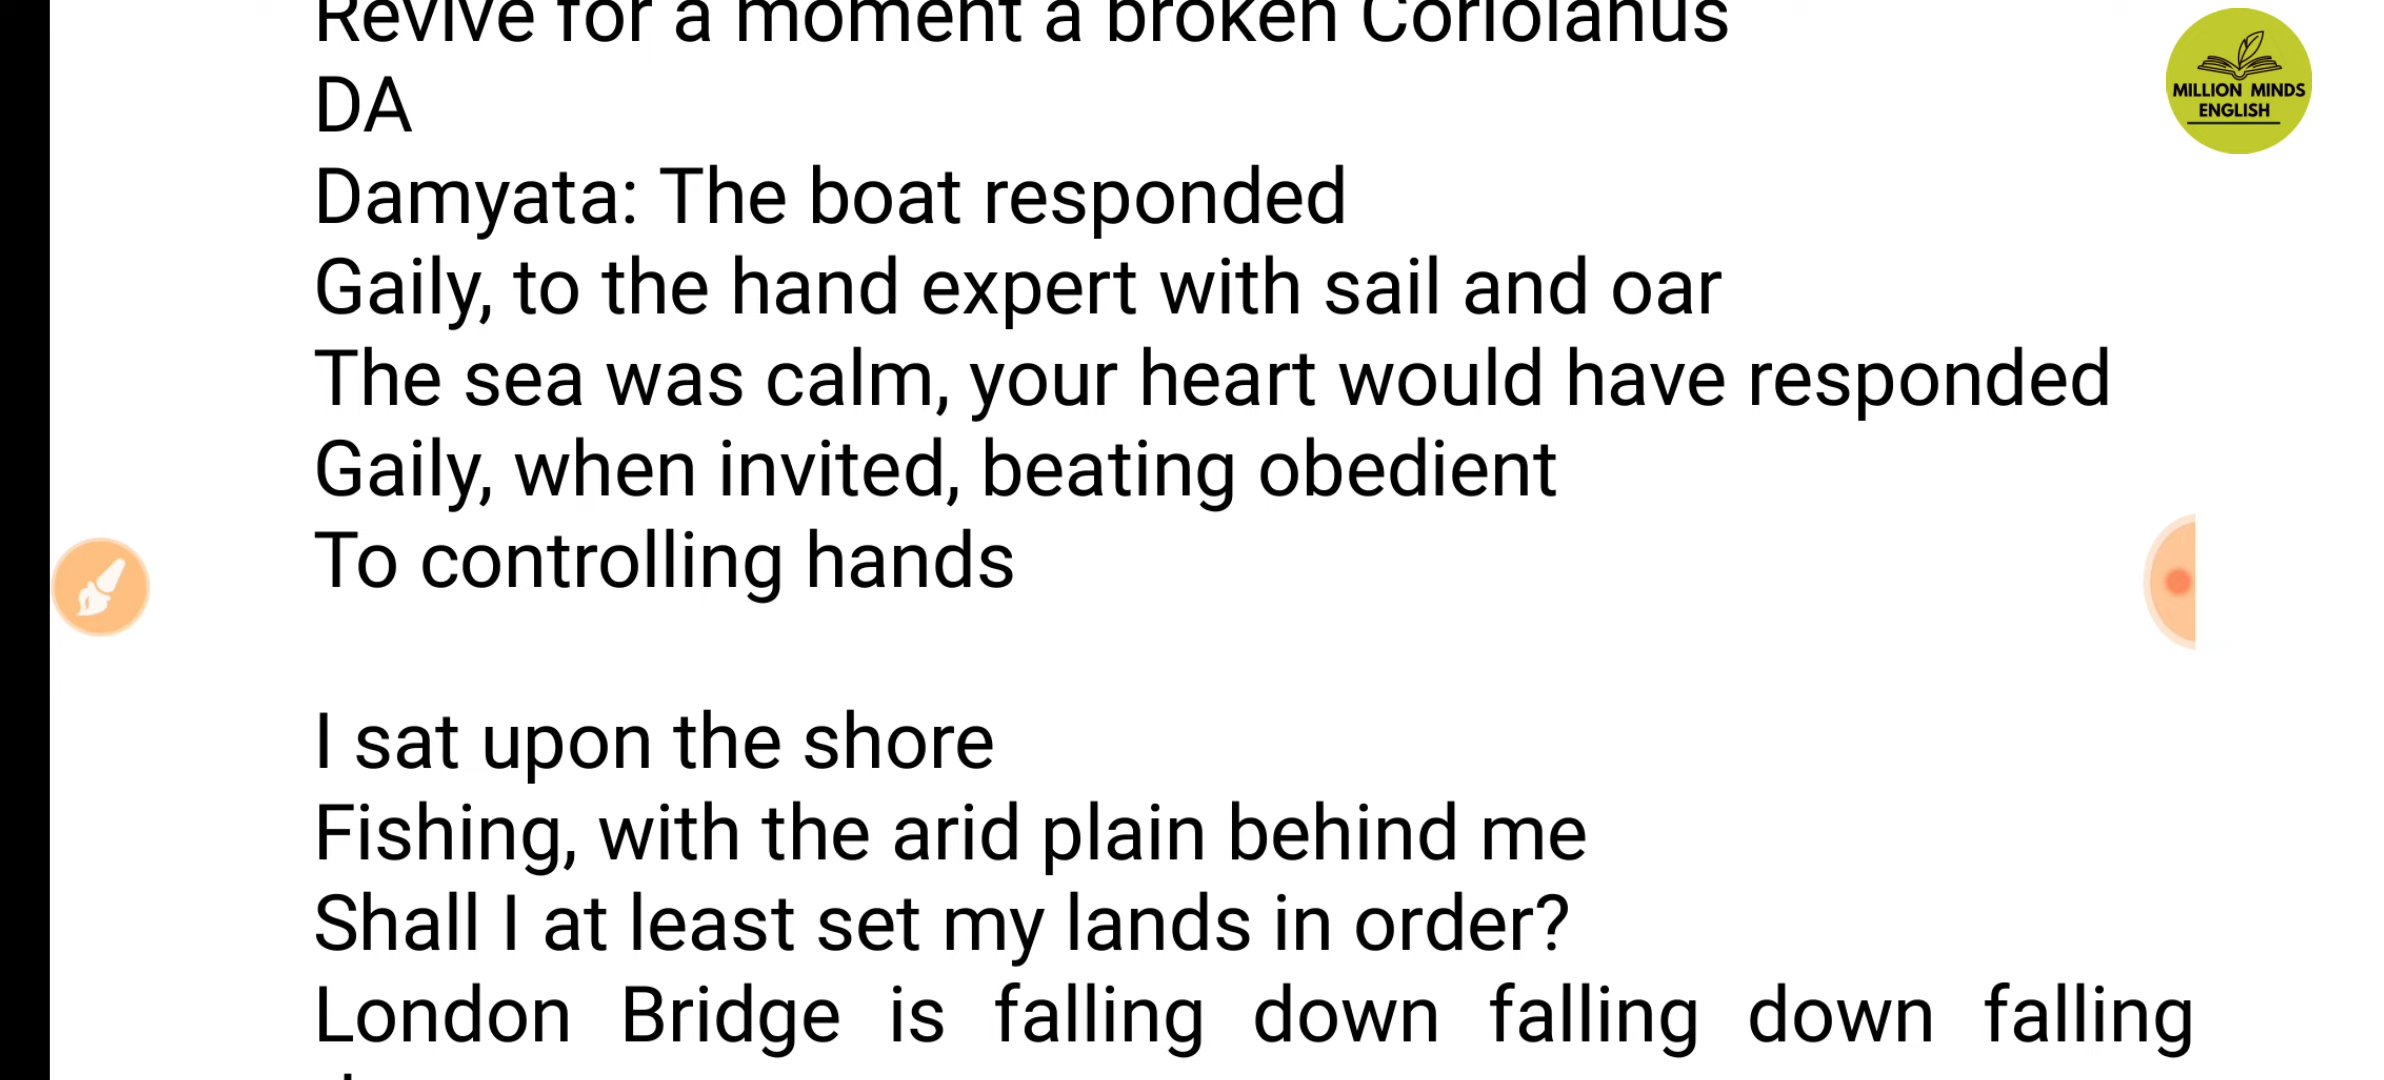 Revive for a moment a broken Coriolanus
DA
Damyata: The boat responded
Gaily, to the hand expert with sail and oar
The sea was calm, your heart would have responded
Gaily, when invited, beating obedient
To controlling hands
I sat upon the shore
Fishing, with the arid plain behind me
Shall I at least set my lands in order?
London Bridge is falling down falling down falling
MILLION MINDS
ENGLISH